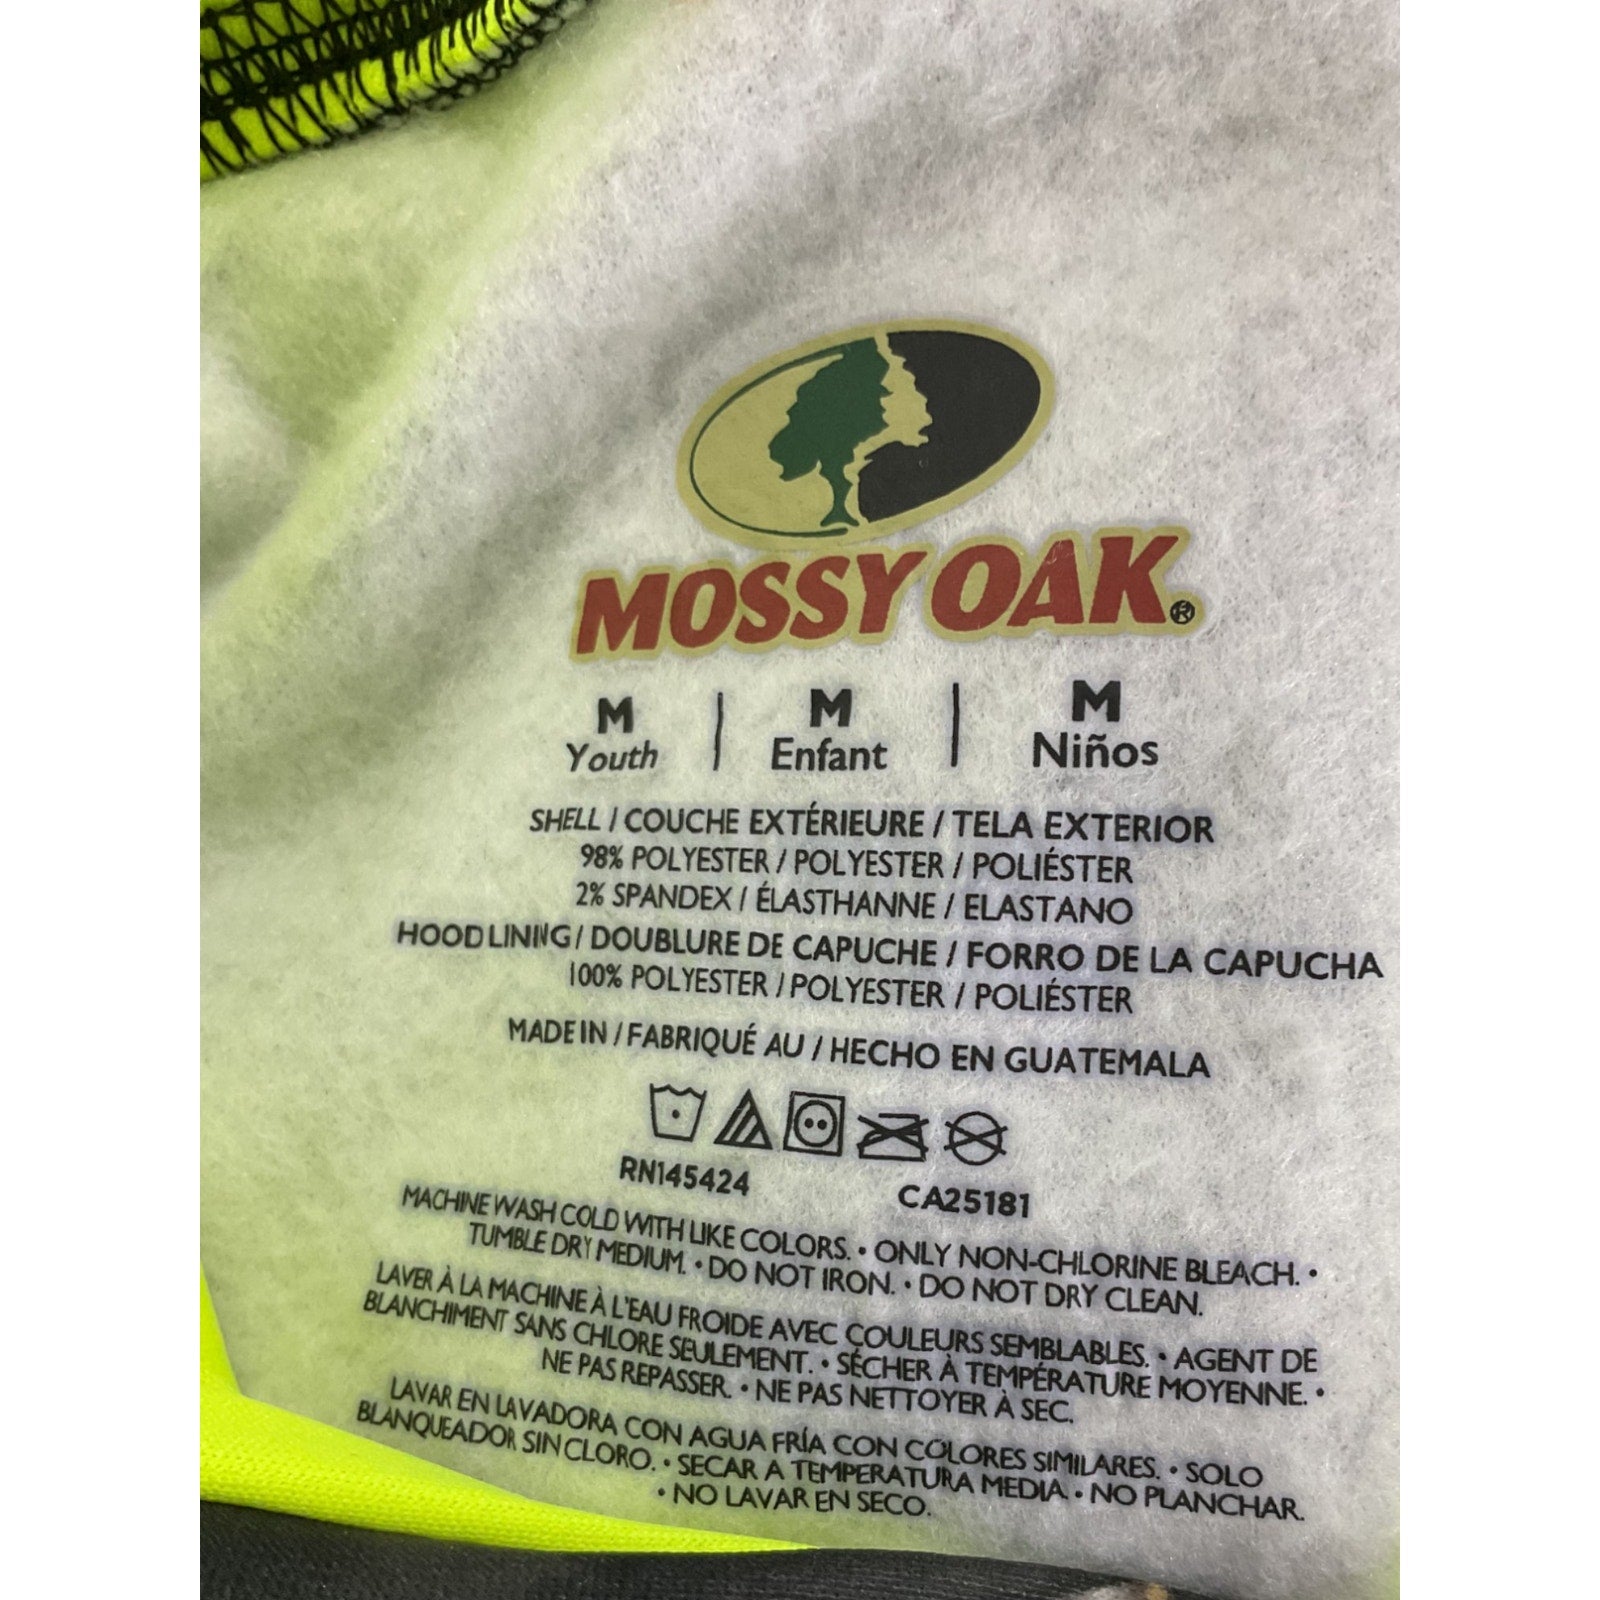 MOSSY OAK®
M | M | M
Youth | Enfant | Niños
SHELL / COUCHE EXTÉRIEURE / TELA EXTERIOR
98% POLYESTER / POLYESTER / POLIÉSTER
2% SPANDEX / ÉLASTHANNE / ELASTANO
HOOD LINING / DOUBLURE DE CAPUCHE / FORRO DE LA CAPUCHA
100% POLYESTER / POLYESTER / POLIÉSTER
MADE IN / FABRIQUÉ AU / HECHO EN GUATEMALA
RN145424 CA25181
MACHINE WASH COLD WITH LIKE COLORS. • ONLY NON-CHLORINE BLEACH. •
TUMBLE DRY MEDIUM. • DO NOT IRON. • DO NOT DRY CLEAN.
LAVER À LA MACHINE À L'EAU FROIDE AVEC COULEURS SEMBLABLES. • AGENT DE
BLANCHIMENT SANS CHLORE SEULEMENT. • SÉCHER À TEMPÉRATURE MOYENNE. •
NE PAS REPASSER. • NE PAS NETTOYER À SEC.
LAVAR EN LAVADORA CON AGUA FRÍA CON COLORES SIMILARES. • SOLO
BLANQUEADOR SIN CLORO. • SECAR A TEMPERATURA MEDIA. • NO PLANCHAR.
• NO LAVAR EN SECO.